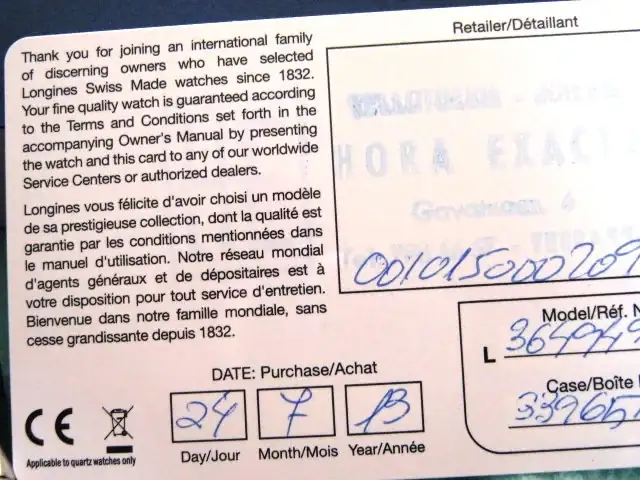 Thank you for joining an international family
of discerning owners who have selected
Longines Swiss Made watches since 1832.
Your fine quality watch is guaranteed according
to the Terms and Conditions set forth in the
accompanying Owner's Manual by presenting
the watch and this card to any of our worldwide
Service Centers or authorized dealers.
Longines vous félicite d'avoir choisi un modèle
de sa prestigieuse collection, dont la qualité est
garantie par les conditions mentionnées dans
le manuel d'utilisation. Notre réseau mondial
d'agents généraux et de dépositaires est à
votre disposition pour tout service d'entretien.
Bienvenue dans notre famille mondiale, sans
cesse grandissante depuis 1832.
Retailer/Détaillant
HORA EXACT
DATE: Purchase/Achat
24 7 13
Day/Jour Month/Mois Year/Année
CE
Applicable to quartz watches only
Model/Réf. N
L
Case/Boîte